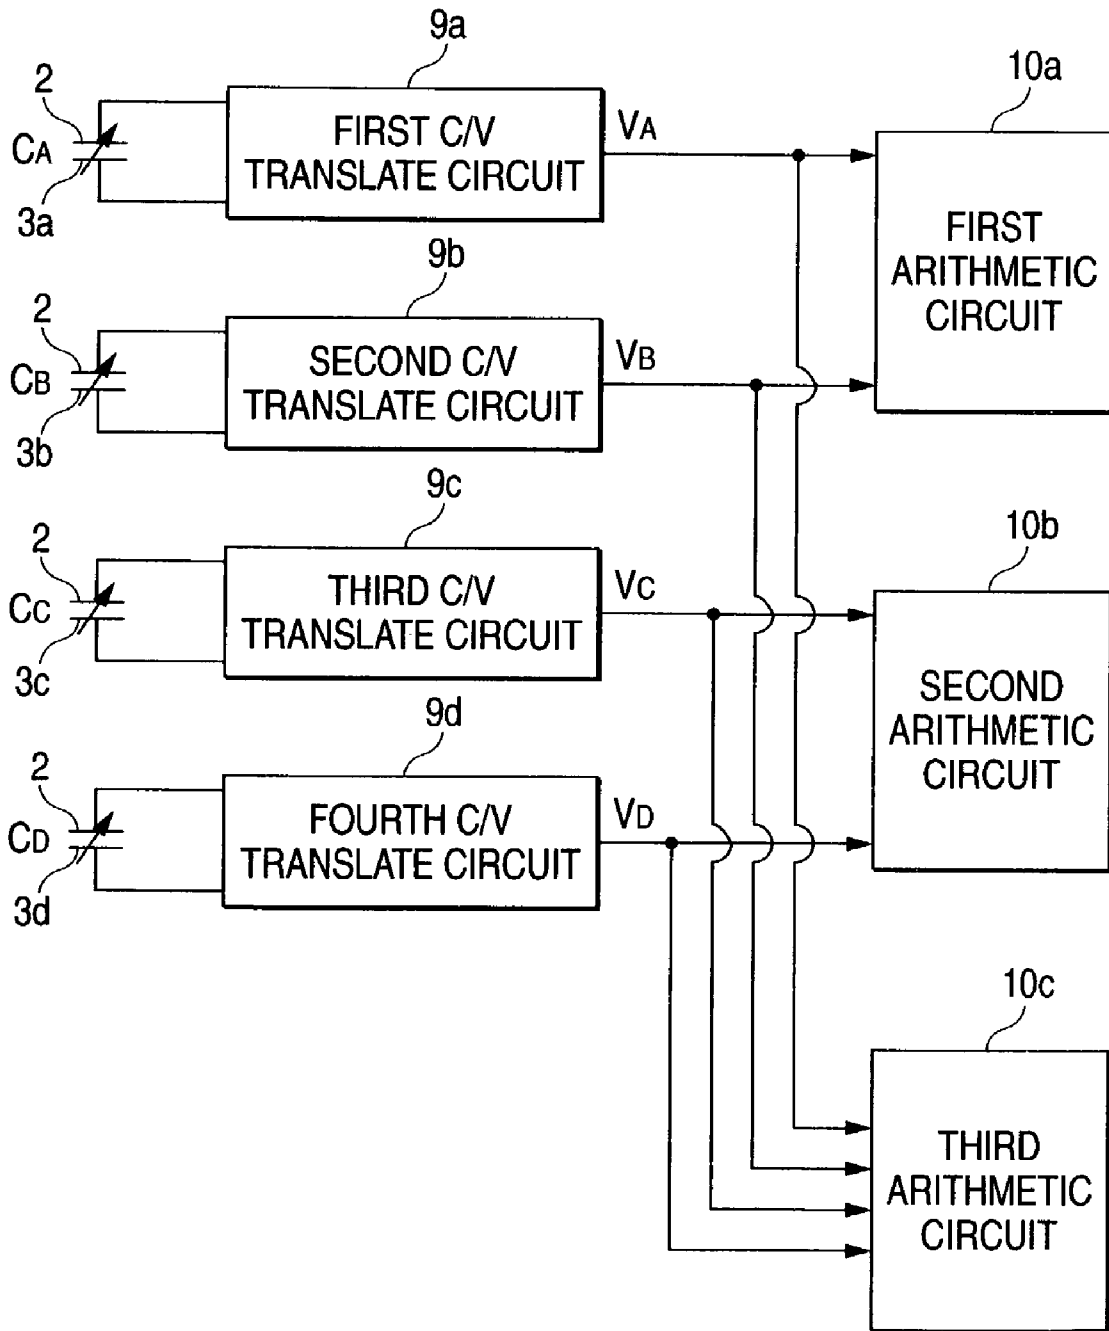 9a
2
CA
3a
FIRST C/V
TRANSLATE CIRCUIT
VA
10a
FIRST
ARITHMETIC
CIRCUIT
9b
2
CB
3b
SECOND C/V
TRANSLATE CIRCUIT
VB
9c
2
CC
3c
THIRD C/V
TRANSLATE CIRCUIT
VC
10b
SECOND
ARITHMETIC
CIRCUIT
9d
2
CD
3d
FOURTH C/V
TRANSLATE CIRCUIT
VD
10c
THIRD
ARITHMETIC
CIRCUIT